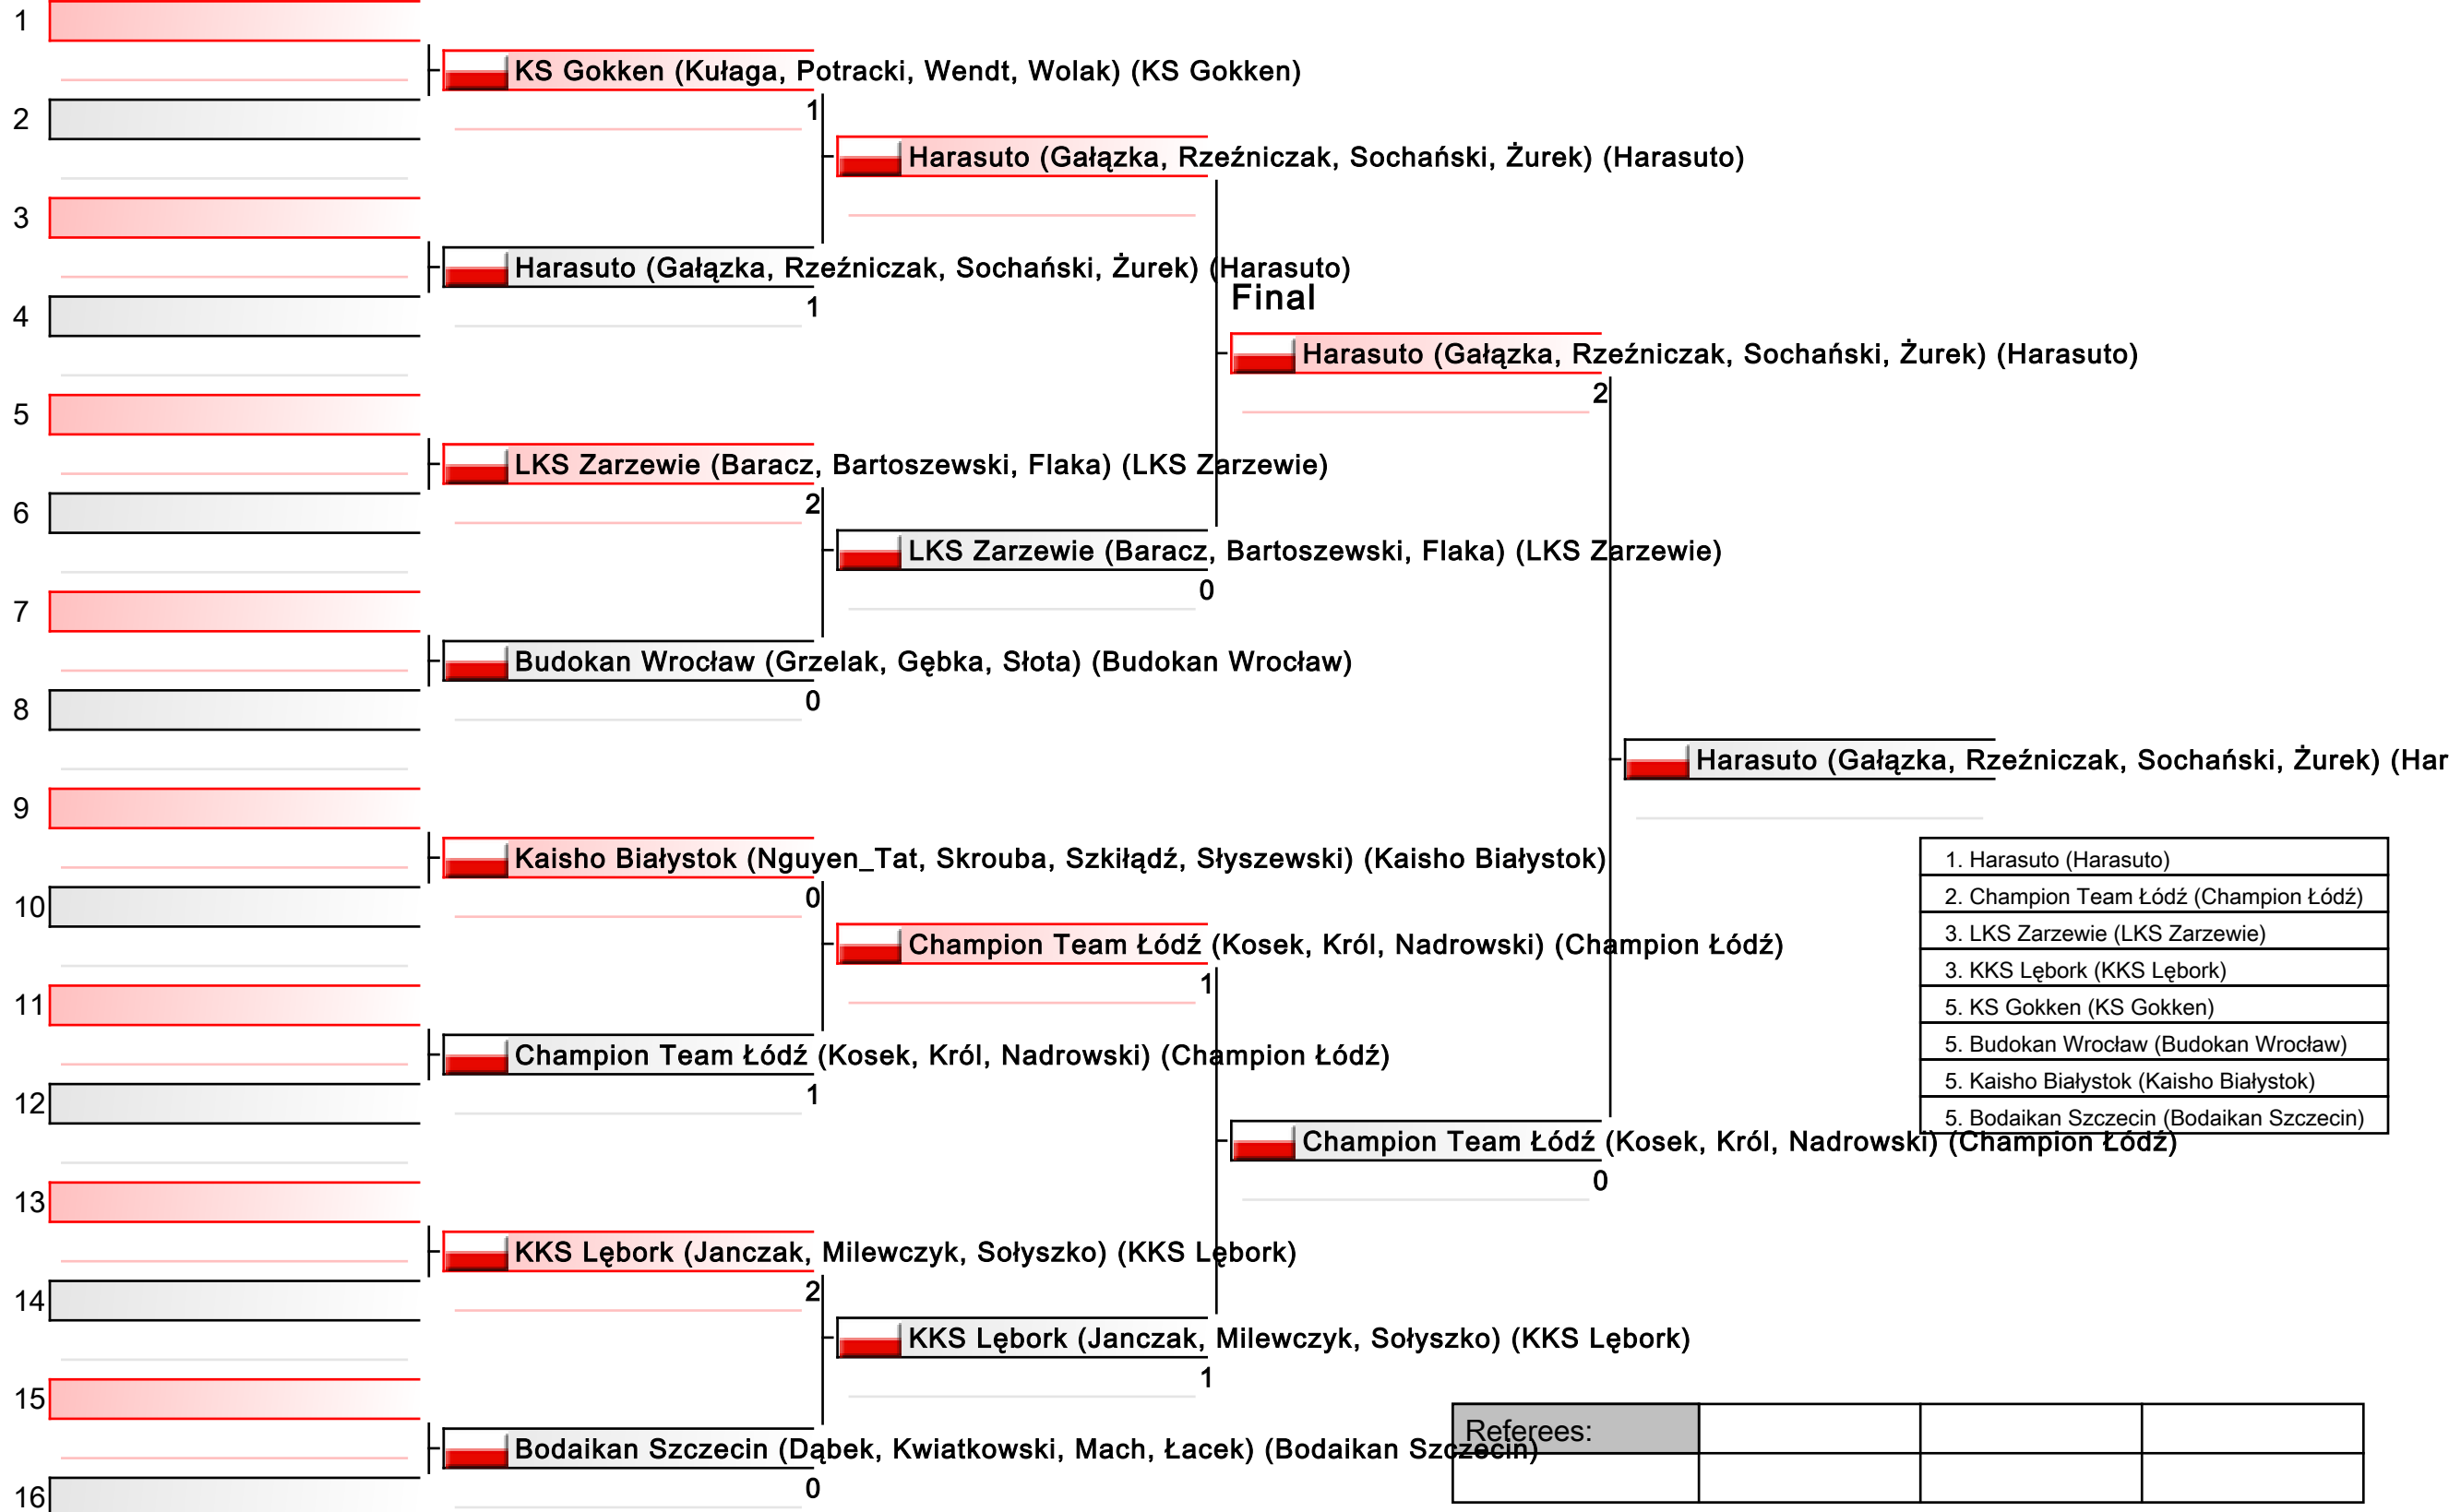 1
KS Gokken (Kułaga, Potracki, Wendt, Wolak) (KS Gokken)
1
2
Harasuto (Gałązka, Rzeźniczak, Sochański, Żurek) (Harasuto)
3
Harasuto (Gałązka, Rzeźniczak, Sochański, Żurek) (Harasuto)
1
4
Final
Harasuto (Gałązka, Rzeźniczak, Sochański, Żurek) (Harasuto)
2
5
LKS Zarzewie (Baracz, Bartoszewski, Flaka) (LKS Zarzewie)
2
6
LKS Zarzewie (Baracz, Bartoszewski, Flaka) (LKS Zarzewie)
0
7
Budokan Wrocław (Grzelak, Gębka, Słota) (Budokan Wrocław)
0
8
Harasuto (Gałązka, Rzeźniczak, Sochański, Żurek) (Har
9
Kaisho Białystok (Nguyen_Tat, Skrouba, Szkiłądź, Słyszewski) (Kaisho Białystok)
0
10
Champion Team Łódź (Kosek, Król, Nadrowski) (Champion Łódź)
1
11
Champion Team Łódź (Kosek, Król, Nadrowski) (Champion Łódź)
1
12
1. Harasuto (Harasuto)
2. Champion Team Łódź (Champion Łódź)
3. LKS Zarzewie (LKS Zarzewie)
3. KKS Lębork (KKS Lębork)
5. KS Gokken (KS Gokken)
5. Budokan Wrocław (Budokan Wrocław)
5. Kaisho Białystok (Kaisho Białystok)
5. Bodaikan Szczecin (Bodaikan Szczecin)
Champion Team Łódź (Kosek, Król, Nadrowski) (Champion Łódź)
0
13
KKS Lębork (Janczak, Milewczyk, Sołyszko) (KKS Lębork)
2
14
KKS Lębork (Janczak, Milewczyk, Sołyszko) (KKS Lębork)
1
15
Bodaikan Szczecin (Dąbek, Kwiatkowski, Mach, Łacek) (Bodaikan Szczecin)
0
16
Referees: